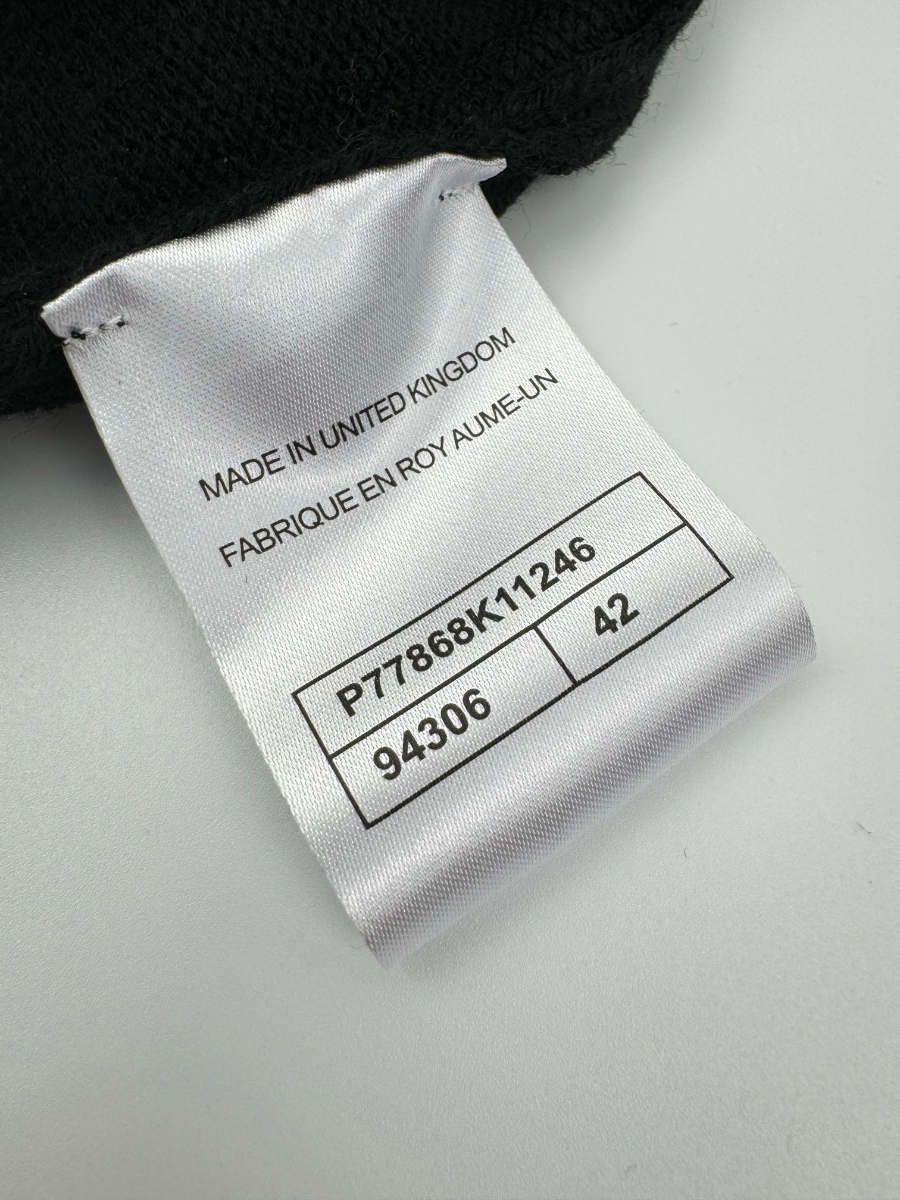 MADE IN UNITED KINGDOM
FABRIQUE EN ROY AUME-UN
P77868K11246
94306 42